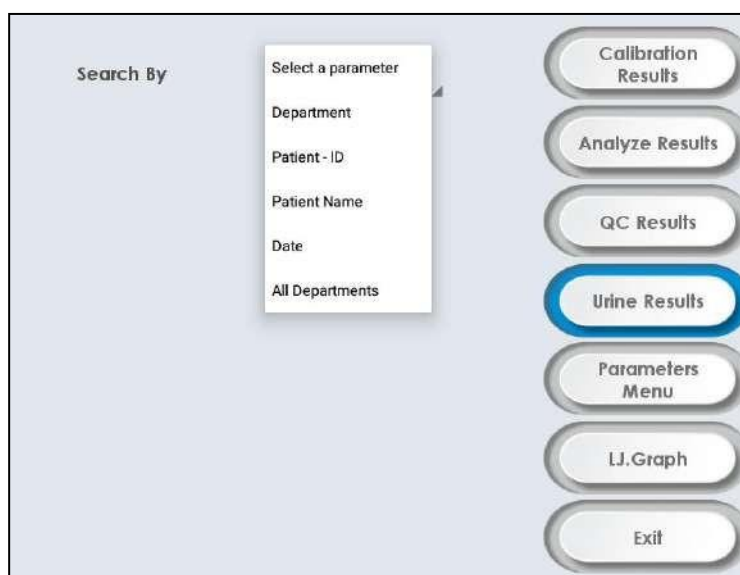 Search By
Select a parameter
Department
Patient - ID
Patient Name
Date
All Departments
Calibration
Results
Analyze Results
QC Results
Urine Results
Parameters
Menu
LJ.Graph
Exit